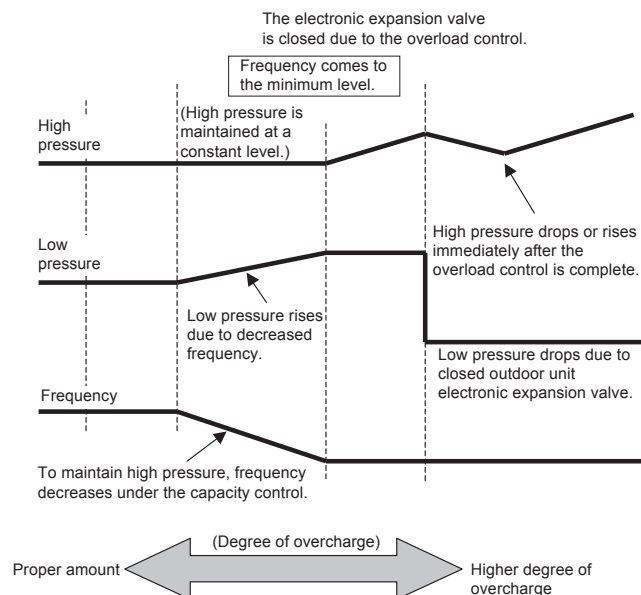 The electronic expansion valve
is closed due to the overload control.
Frequency comes to
the minimum level.
(High pressure is
maintained at a
constant level.)
High
pressure
High pressure drops or rises
immediately after the
overload control is complete.
Low
pressure
Low pressure rises
due to decreased
frequency.
Low pressure drops due to
closed outdoor unit
electronic expansion valve.
Frequency
To maintain high pressure, frequency
decreases under the capacity control.
(Degree of overcharge)
Proper amount
Higher degree of
overcharge